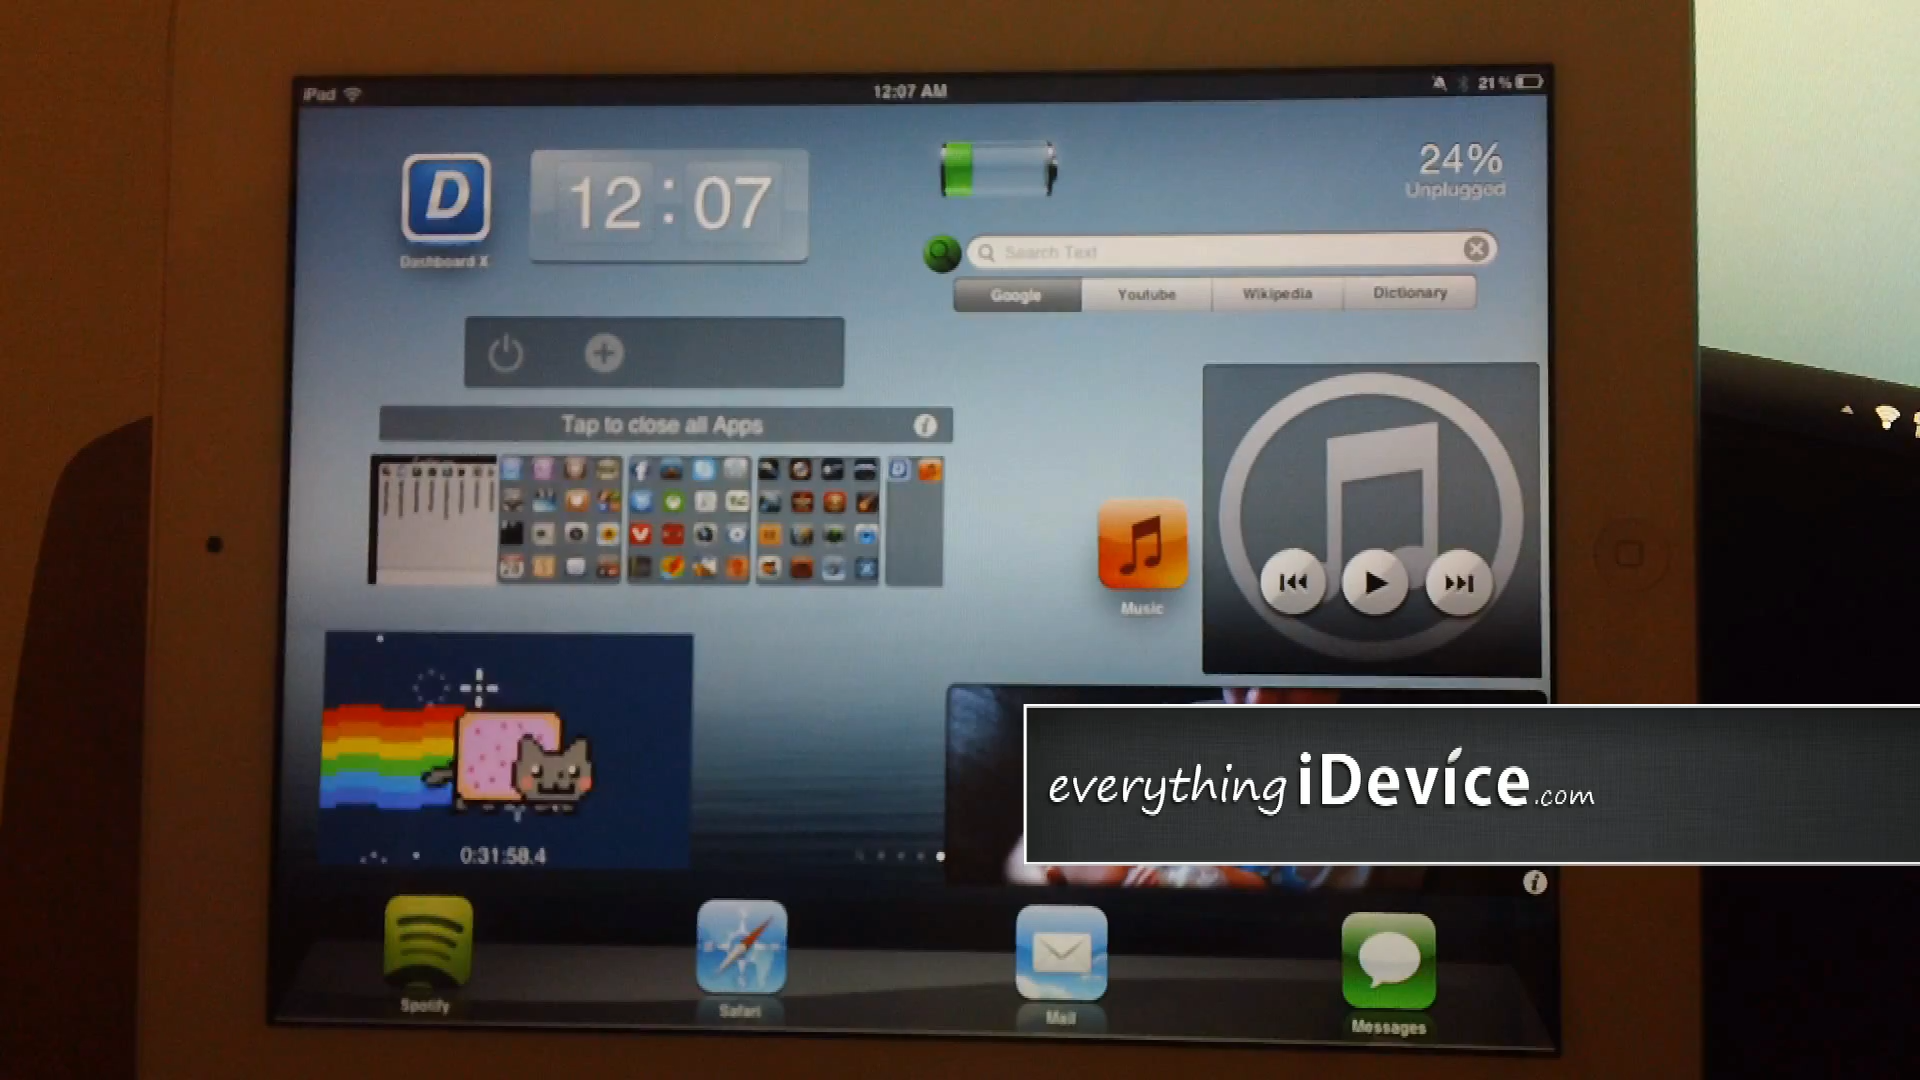 iPad
12:07 AM
21%
D
Dashboard X
12:07
24%
Unplugged
Search Text
Google
Youtube
Wikipedia
Dictionary
Tap to close all Apps
Music
0:31:58.4
everything iDevice.com
Spotify
Safari
Mail
Messages